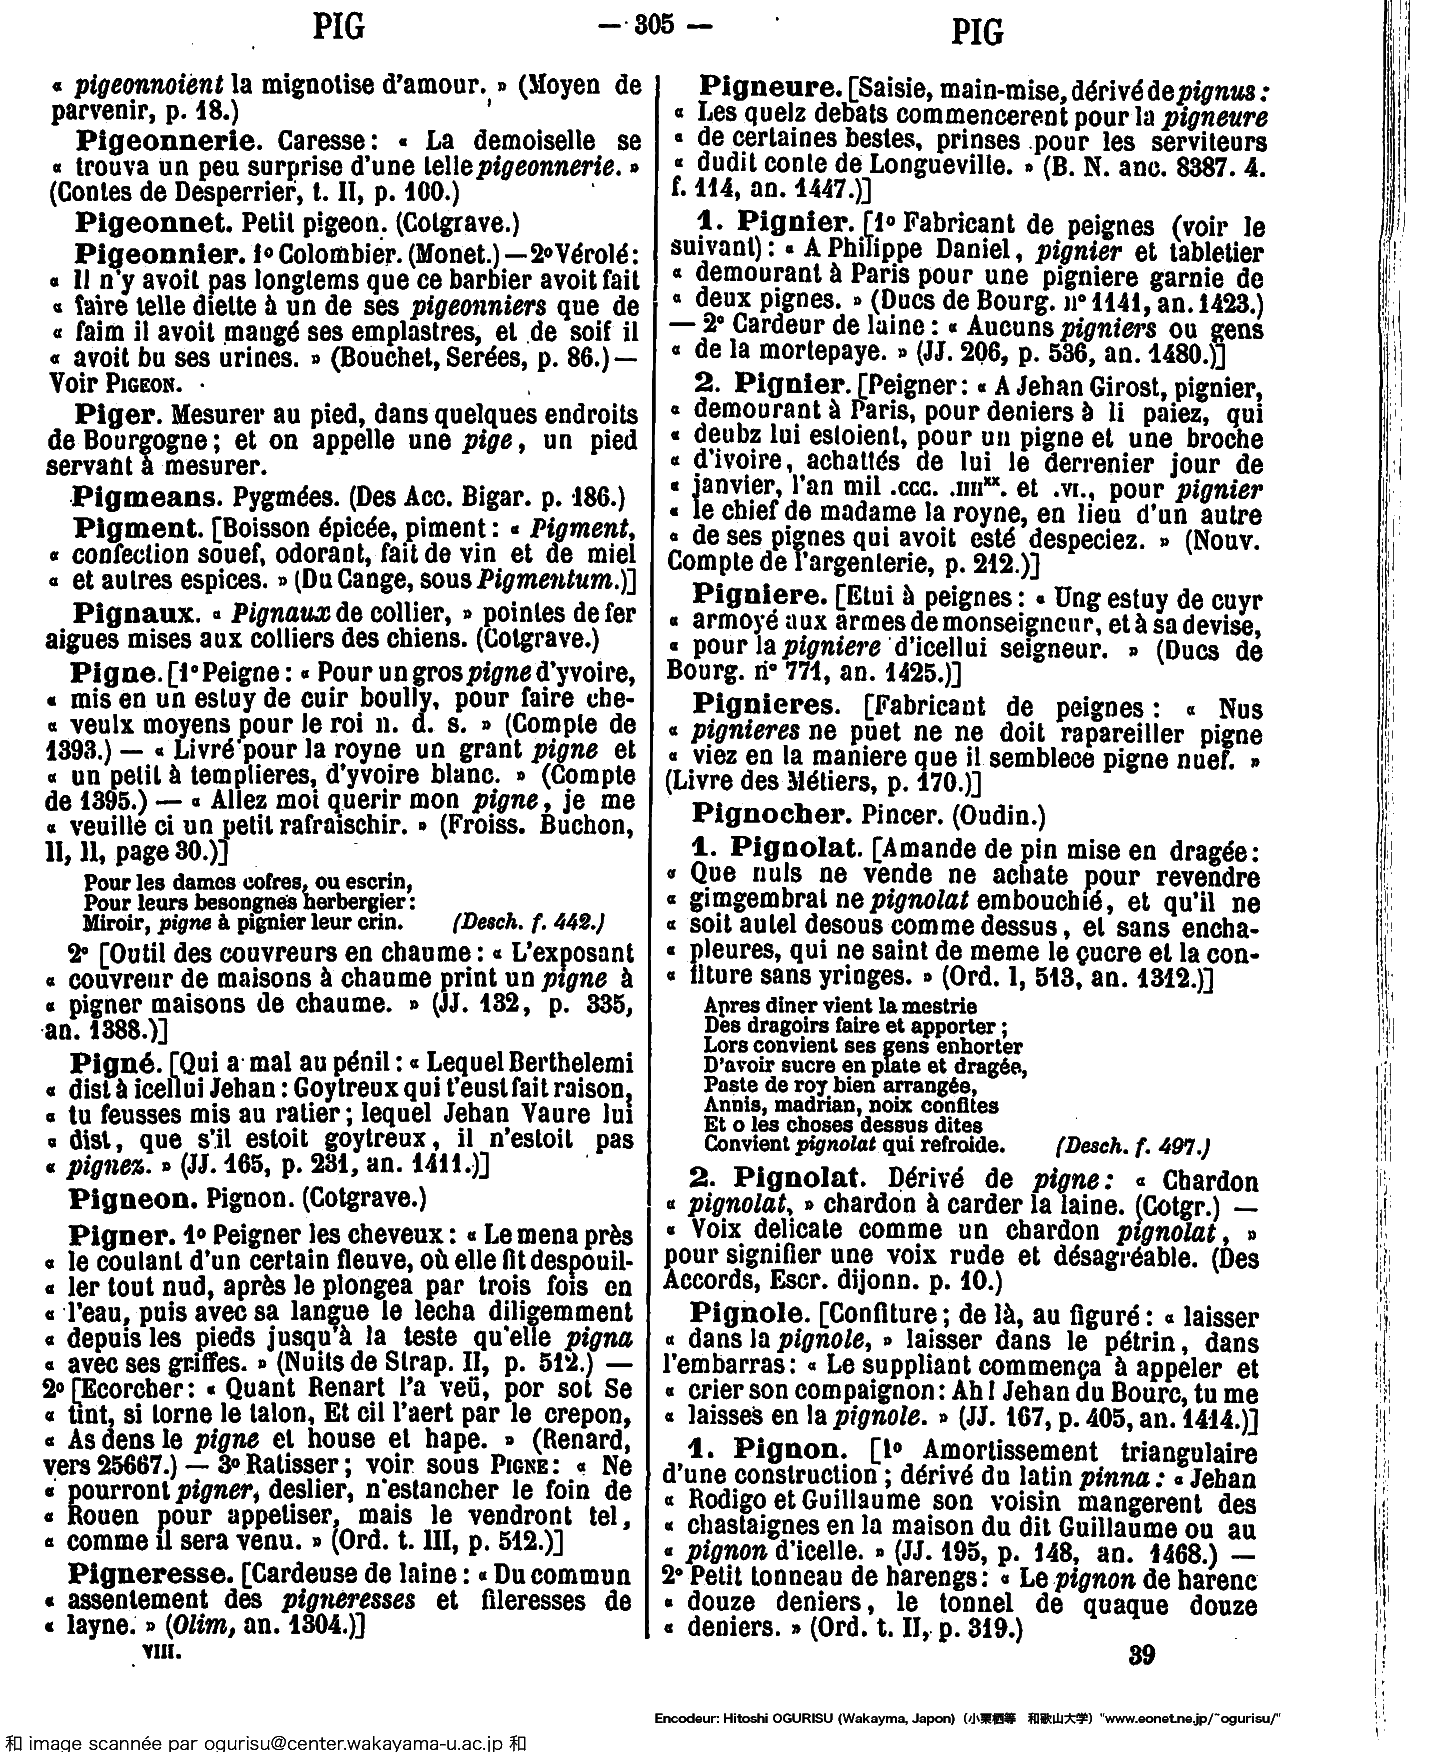 PIG — 305 — PIG
« pigeonnoient la mignotise d'amour. » (Moyen de
parvenir, p. 18.)
Pigeonnerie. Caresse : « La demoiselle se
« trouva un peu surprise d'une telle pigeonnerie. »
(Contes de Desperrier, t. II, p. 100.)
Pigeonnet. Petit pigeon. (Cotgrave.)
Pigeonnier. 1º Colombier. (Monet.) — 2º Vérolé :
« Il n'y avoit pas longtems que ce barbier avoit fait
« faire telle diette à un de ses pigeonniers que de
« faim il avoit mangé ses emplastres, et de soif il
« avoit bu ses urines. » (Bouchet, Serées, p. 86.) —
Voir PIGEON.
Piger. Mesurer au pied, dans quelques endroits
de Bourgogne ; et on appelle une pige, un pied
servant à mesurer.
Pigmeans. Pygmées. (Des Acc. Bigar. p. 186.)
Pigment. [Boisson épicée, piment : « Pigment,
« confection souef, odorant, fait de vin et de miel
« et autres espices. » (Du Cange, sous Pigmentum.)]
Pignaux. « Pignaux de collier, » pointes de fer
aigues mises aux colliers des chiens. (Cotgrave.)
Pigne. [1º Peigne : « Pour un gros pigne d'yvoire,
« mis en un estuy de cuir boully, pour faire che-
« veulx moyens pour le roi n. d. s. » (Compte de
1393.) — « Livré pour la royne un grant pigne et
« un petit à templieres, d'yvoire blanc. » (Compte
de 1395.) — « Allez moi querir mon pigne, je me
« veuille ci un petit rafraischir. » (Froiss. Buchon,
II, II, page 30.)]
Pour les dames cofres, ou escrin,
Pour leurs besongnes herbergier :
Miroir, pigne à pignier leur crin. (Desch. f. 442.)
2º [Outil des couvreurs en chaume : « L'exposant
« couvreur de maisons à chaume print un pigne à
« pigner maisons de chaume. » (JJ. 132, p. 335,
an. 1388.)]
Pigné. [Qui a mal au pénil : « Lequel Berthelemi
« dist à icellui Jehan : Goytreux qui t'eust fait raison,
« tu feusses mis au ratier ; lequel Jehan Vaure lui
« dist, que s'il estoit goytreux, il n'estoit pas
« pignez. » (JJ. 165, p. 231, an. 1411.)]
Pigneon. Pignon. (Cotgrave.)
Pigner. 1º Peigner les cheveux : « Le mena près
« le coulant d'un certain fleuve, où elle fit despouil-
« ler tout nud, après le plongea par trois fois en
« l'eau, puis avec sa langue le lecha diligemment
« depuis les pieds jusqu'à la teste qu'elle pigna
« avec ses griffes. » (Nuits de Strap. II, p. 512.) —
2º [Ecorcher : « Quant Renart l'a veü, por sot Se
« tint, si torne le talon, Et cil l'aert par le crepon,
« As dens le pigne et house et hape. » (Renard,
vers 25667.) — 3º Ratisser ; voir sous PIGNE : « Ne
« pourront pigner, deslier, n'estancher le foin de
« Rouen pour appetiser, mais le vendront tel,
« comme il sera venu. » (Ord. t. III, p. 512.)]
Pigneresse. [Cardeuse de laine : « Du commun
« assentement des pigneresses et fileresses de
« layne. » (Olim, an. 1304.)]
VIII.
Pigneure. [Saisie, main-mise, dérivé de pignus :
« Les quelz debats commencerent pour la pigneure
« de certaines bestes, prinses pour les serviteurs
« dudit conte de Longueville. » (B. N. anc. 8387. 4.
f. 114, an. 1447.)]
1. Pignier. [1º Fabricant de peignes (voir le
suivant) : « A Philippe Daniel, pignier et tabletier
« demourant à Paris pour une pigniere garnie de
« deux pignes. » (Ducs de Bourg. nº 1141, an. 1423.)
— 2º Cardeur de laine : « Aucuns pigniers ou gens
« de la mortepaye. » (JJ. 206, p. 536, an. 1480.)]
2. Pignier. [Peigner : « A Jehan Girost, pignier,
« demourant à Paris, pour deniers à li paiez, qui
« deubz lui estoient, pour un pigne et une broche
« d'ivoire, achattés de lui le derrenier jour de
« janvier, l'an mil .CCC. .IIIIxx. et .VI., pour pignier
« le chief de madame la royne, en lieu d'un autre
« de ses pignes qui avoit esté despeciez. » (Nouv.
Compte de l'argenterie, p. 212.)]
Pigniere. [Etui à peignes : « Ung estuy de cuyr
« armoyé aux armes de monseigneur, et à sa devise,
« pour la pigniere d'icellui seigneur. » (Ducs de
Bourg. nº 771, an. 1425.)]
Pignieres. [Fabricant de peignes : « Nus
« pignieres ne puet ne ne doit rapareiller pigne
« viez en la maniere que il semblece pigne nuef. »
(Livre des Métiers, p. 170.)]
Pignocher. Pincer. (Oudin.)
1. Pignolat. [Amande de pin mise en dragée :
« Que nuls ne vende ne achate pour revendre
« gimgembrat ne pignolat embouchié, et qu'il ne
« soit autel desous comme dessus, et sans encha-
« pleures, qui ne saint de meme le çucre et la con-
« fiture sans yringes. » (Ord. I, 513, an. 1312.)]
Apres diner vient la mestrie
Des dragoirs faire et apporter ;
Lors convient ses gens enhorter
D'avoir sucre en plate et dragée,
Paste de roy bien arrangée,
Annis, madrian, noix confites
Et o les choses dessus dites
Convient pignolat qui refroide. (Desch. f. 497.)
2. Pignolat. Dérivé de pigne : « Chardon
« pignolat, » chardon à carder la laine. (Cotgr.) —
« Voix delicate comme un chardon pignolat, »
pour signifier une voix rude et désagréable. (Des
Accords, Escr. dijonn. p. 10.)
Pignole. [Confiture ; de là, au figuré : « laisser
« dans la pignole, » laisser dans le pétrin, dans
l'embarras : « Le suppliant commença à appeler et
« crier son compaignon : Ah ! Jehan du Bourc, tu me
« laisses en la pignole. » (JJ. 167, p. 405, an. 1414.)]
1. Pignon. [1º Amortissement triangulaire
d'une construction ; dérivé du latin pinna : « Jehan
« Rodigo et Guillaume son voisin mangerent des
« chastaignes en la maison du dit Guillaume ou au
« pignon d'icelle. » (JJ. 195, p. 148, an. 1468.) —
2º Petit tonneau de harengs : « Le pignon de harenc
« douze deniers, le tonnel de quaque douze
« deniers. » (Ord. t. II, p. 319.)
39
Encodeur: Hitoshi OGURISU (Wakayma, Japon) (小栗栖等 和歌山大学) "www.eonet.ne.jp/~ogurisu/"
和 image scannée par ogurisu@center.wakayama-u.ac.jp 和